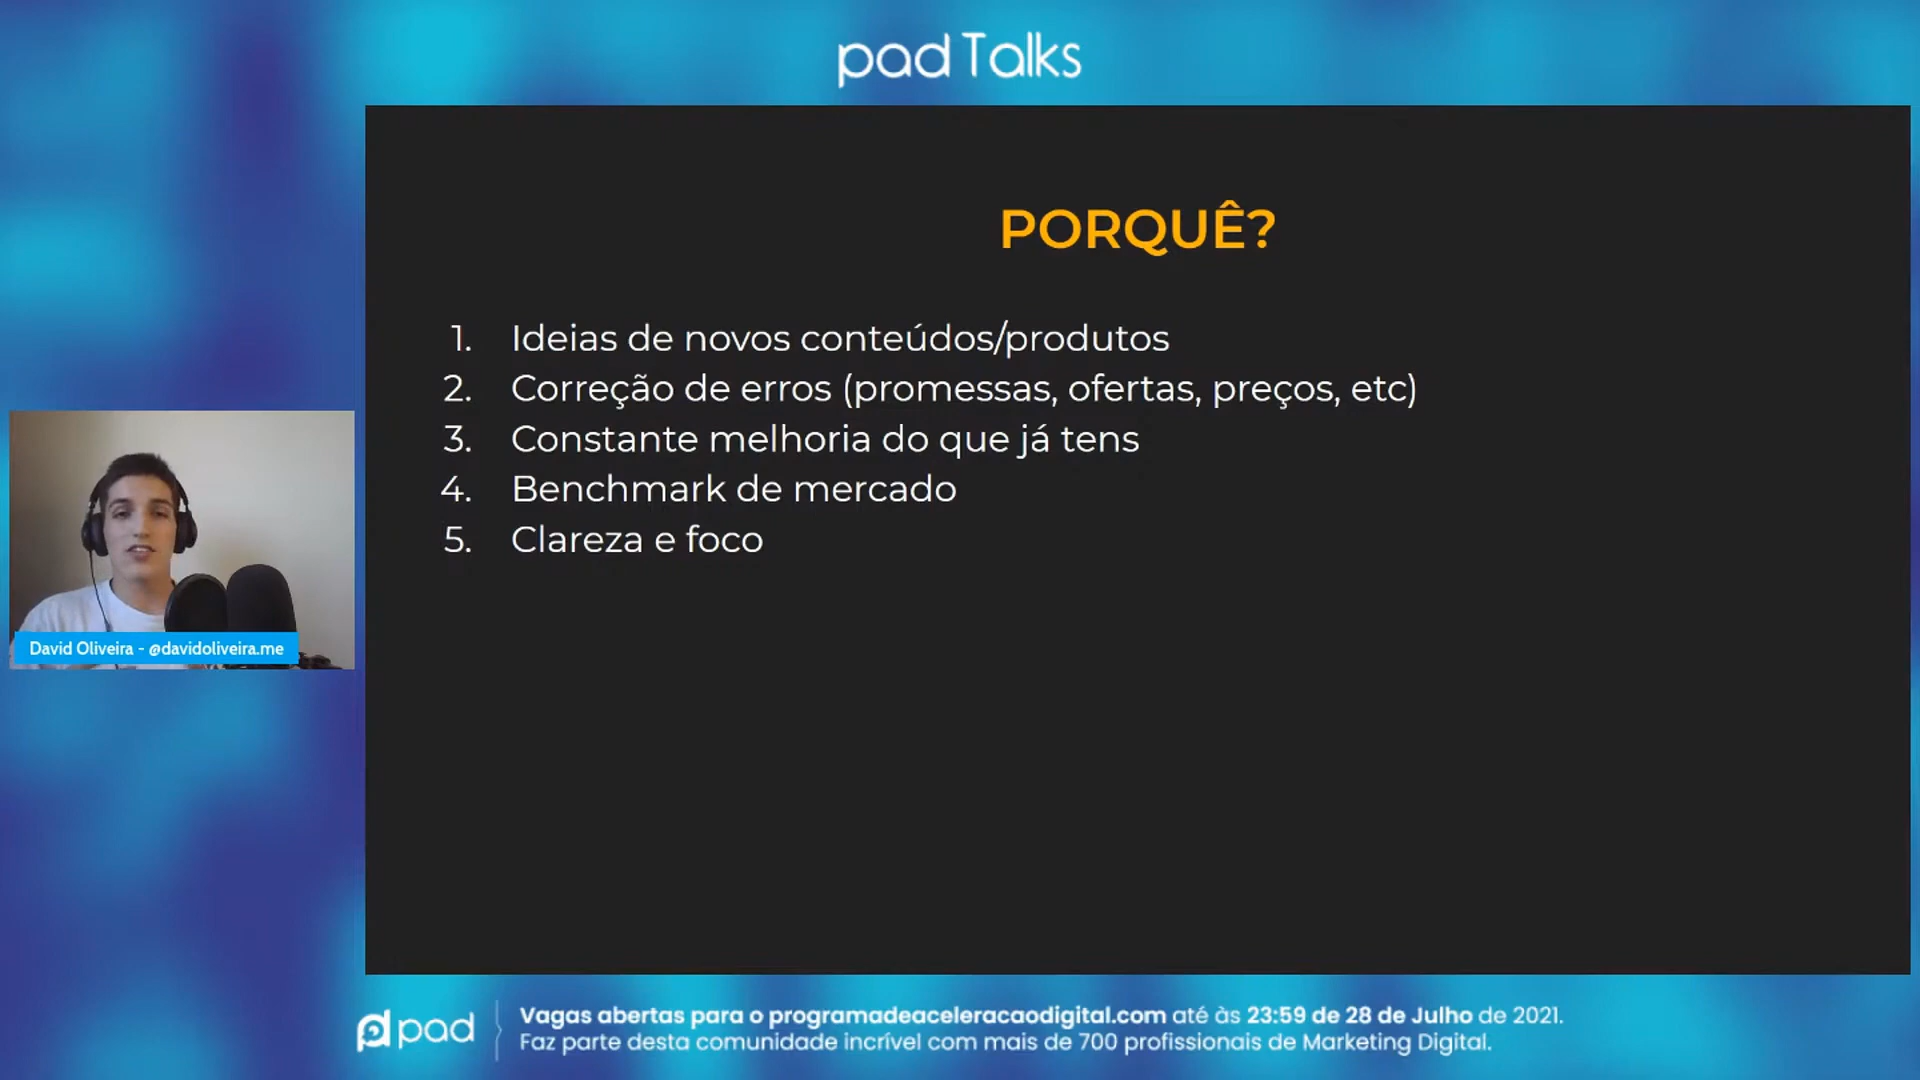 pad Talks
PORQUÊ?
1. Ideias de novos conteúdos/produtos
2. Correção de erros (promessas, ofertas, preços, etc)
3. Constante melhoria do que já tens
4. Benchmark de mercado
5. Clareza e foco
David Oliveira - @davidoliveira.me
pad
Vagas abertas para o programadeaceleracaodigital.com até às 23:59 de 28 de Julho de 2021.
Faz parte desta comunidade incrível com mais de 700 profissionais de Marketing Digital.